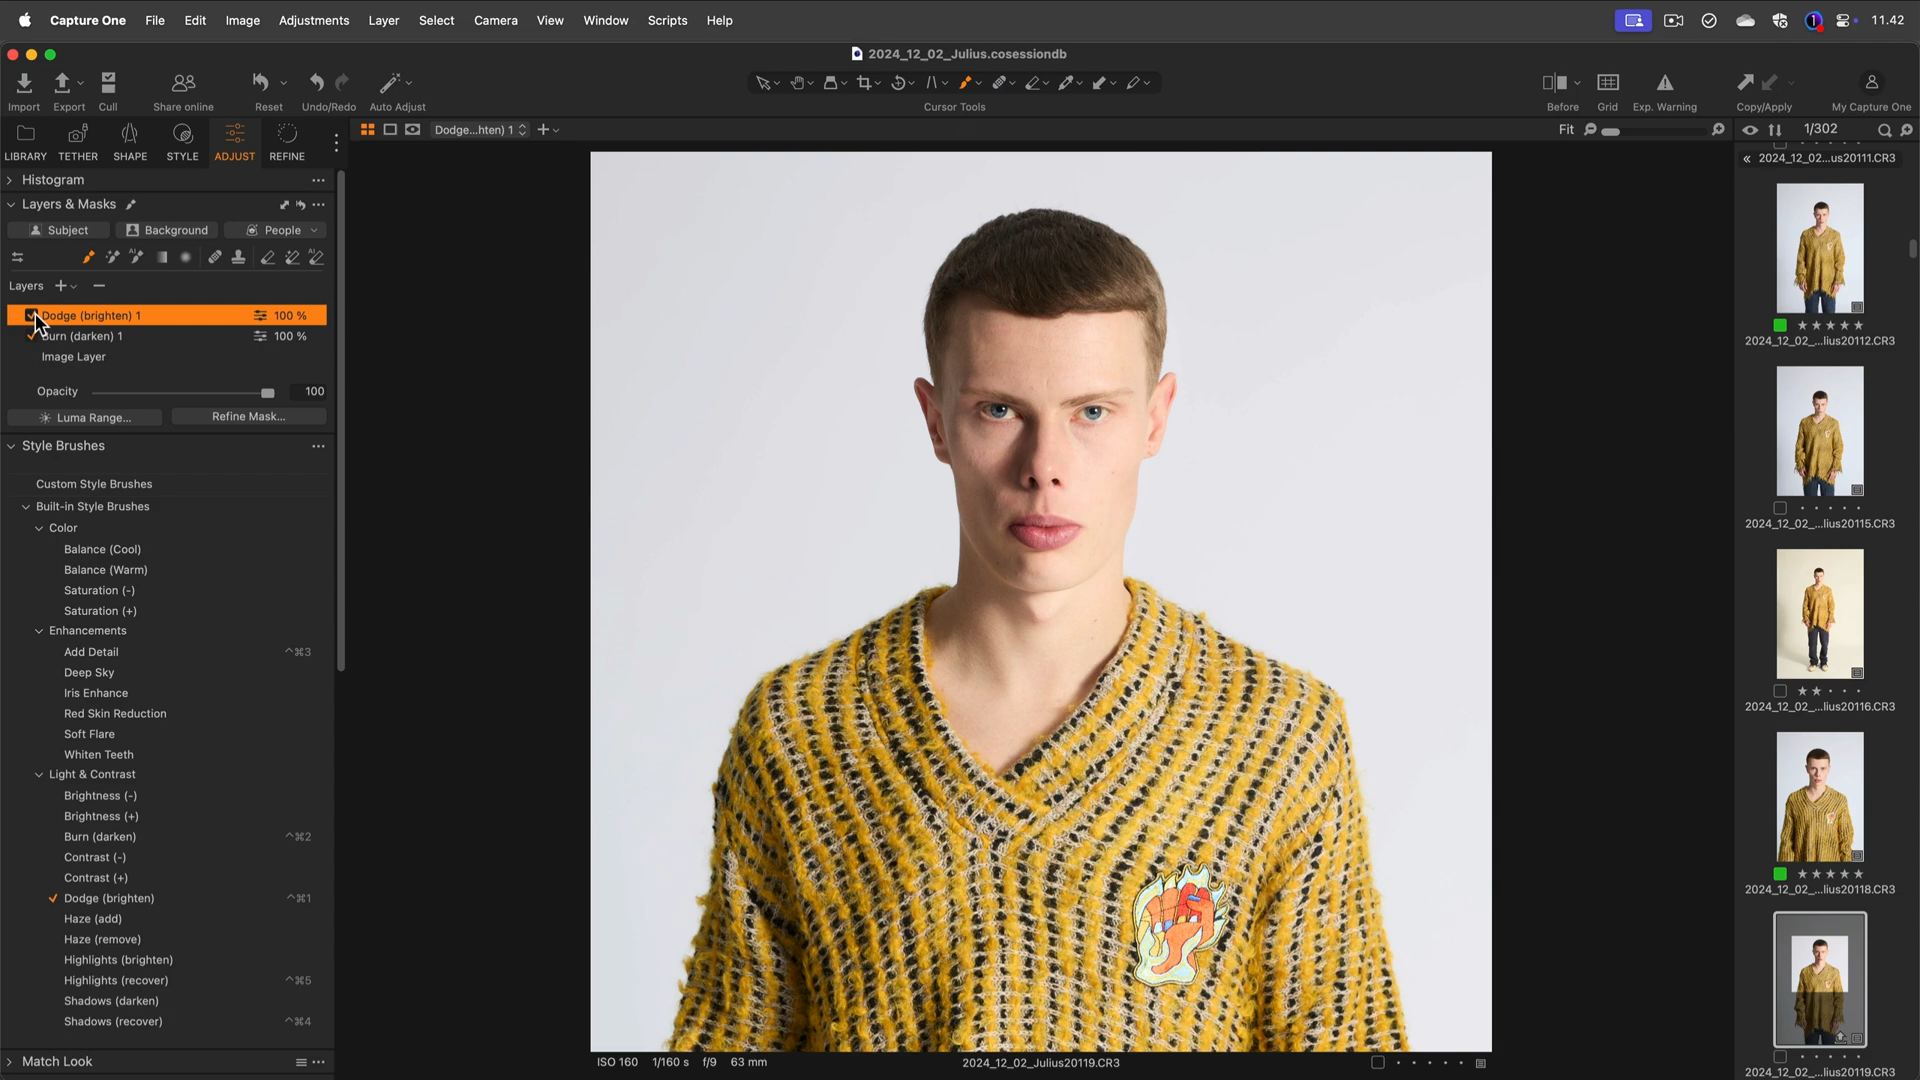 Capture One File Edit Image Adjustments Layer Select Camera View Window Scripts Help 11.42
2024_12_02_Julius.cosessiondb
Import Export Cull Share online Reset Undo/Redo Auto Adjust Cursor Tools Before Grid Exp. Warning Copy/Apply My Capture One
LIBRARY TETHER SHAPE STYLE ADJUST REFINE
Dodge...hten) 1 Fit 1/302
Histogram
Layers & Masks
Subject Background People
Layers
Dodge (brighten) 1 100 %
Burn (darken) 1 100 %
Image Layer
Opacity 100
Luma Range... Refine Mask...
Style Brushes
Custom Style Brushes
Built-in Style Brushes
Color
Balance (Cool)
Balance (Warm)
Saturation (-)
Saturation (+)
Enhancements
Add Detail ^⌘3
Deep Sky
Iris Enhance
Red Skin Reduction
Soft Flare
Whiten Teeth
Light & Contrast
Brightness (-)
Brightness (+)
Burn (darken) ^⌘2
Contrast (-)
Contrast (+)
Dodge (brighten) ^⌘1
Haze (add)
Haze (remove)
Highlights (brighten)
Highlights (recover) ^⌘5
Shadows (darken)
Shadows (recover) ^⌘4
Match Look
ISO 160 1/160 s f/9 63 mm 2024_12_02_Julius20119.CR3
2024_12_02...us20111.CR3
2024_12_02_...lius20112.CR3
2024_12_02_...lius20115.CR3
2024_12_02_...lius20116.CR3
2024_12_02_...lius20118.CR3
2024_12_02_...lius20119.CR3